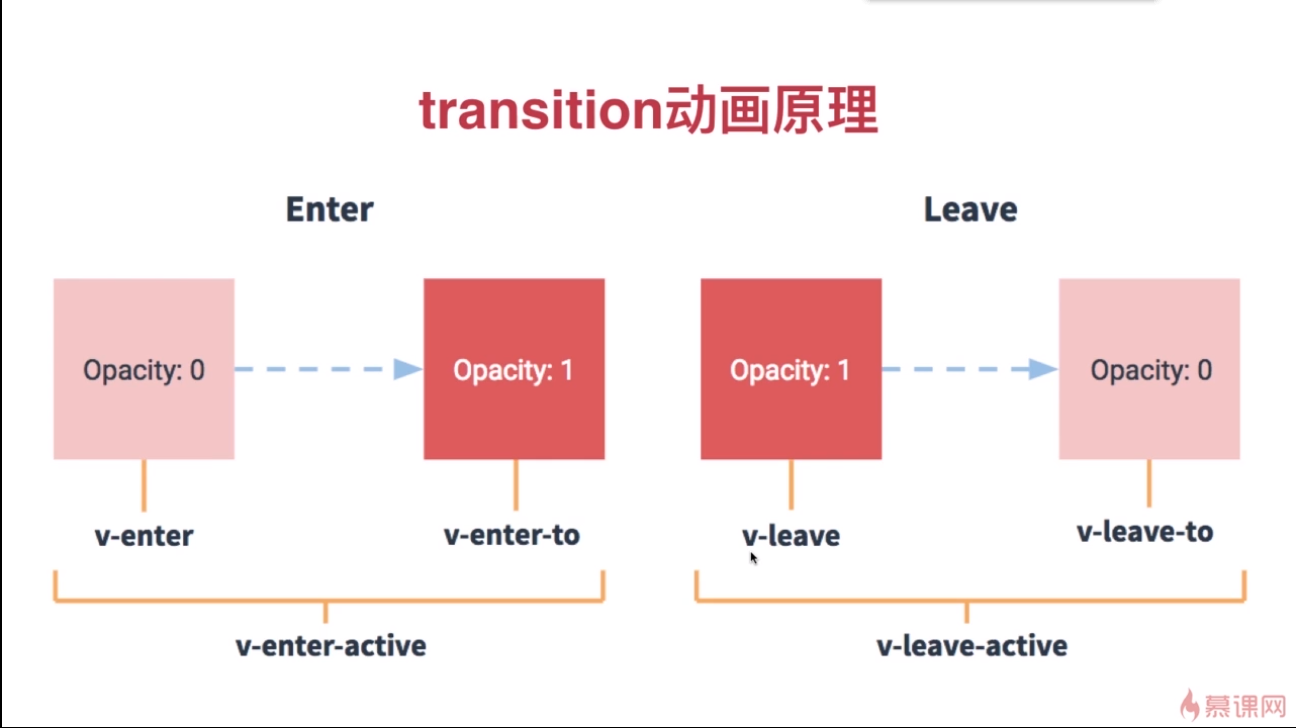 transition动画原理
Enter
Leave
Opacity: 0
Opacity: 1
Opacity: 1
Opacity: 0
v-enter
v-enter-to
v-leave
v-leave-to
v-enter-active
v-leave-active
慕课网